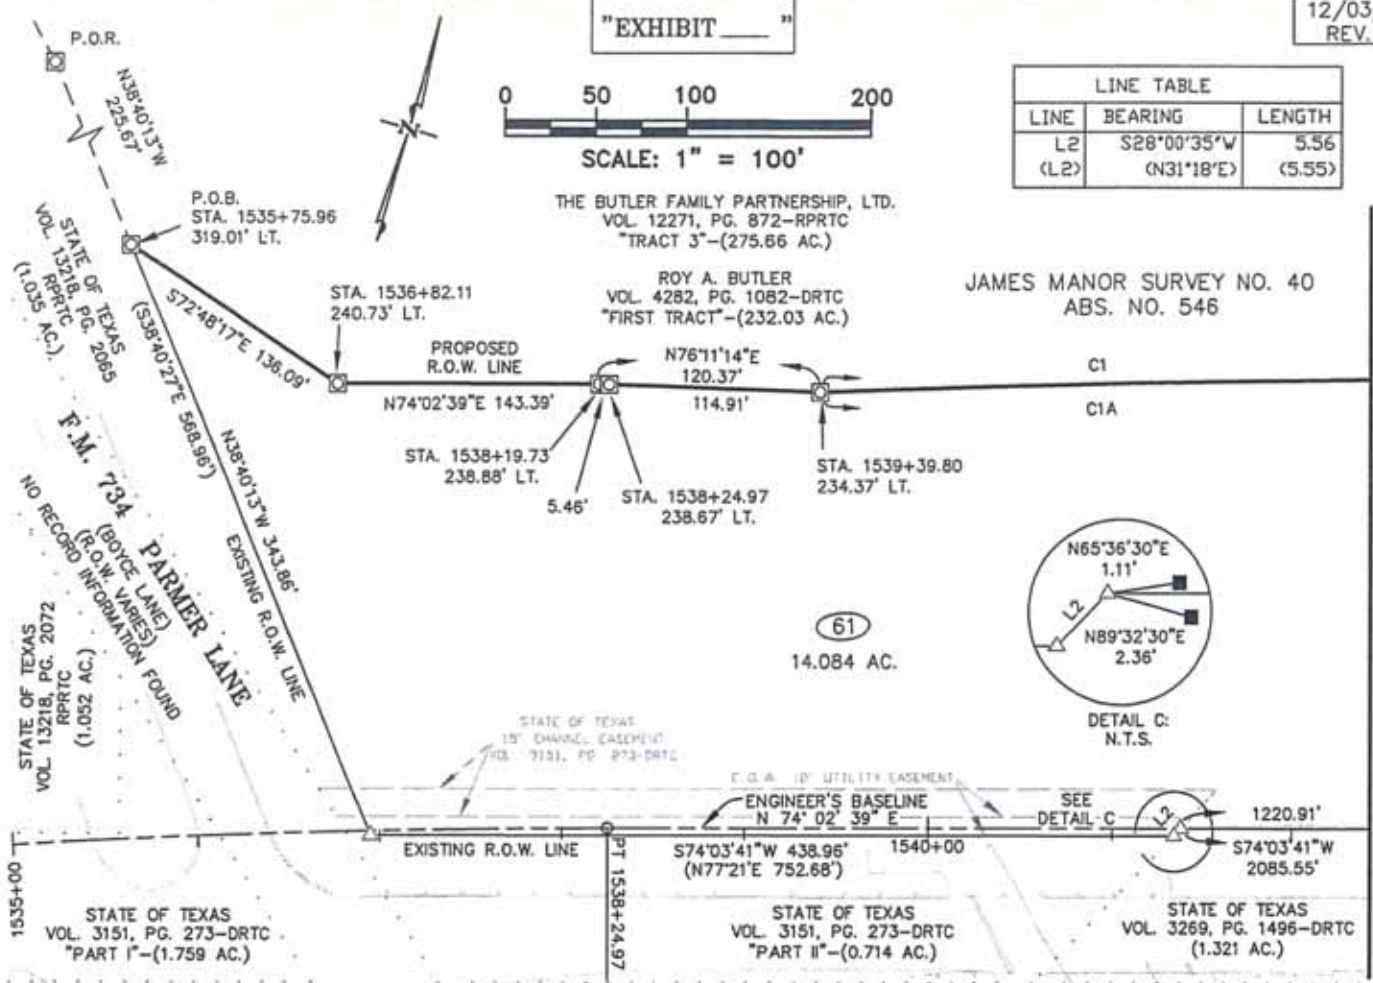 "EXHIBIT ____ "
12/03/
REV.
P.O.R.
N38°40'13"W
225.67'
0 50 100 200
SCALE: 1" = 100'
LINE TABLE
LINE BEARING LENGTH
L2 S28°00'35"W 5.56
(L2) (N31°18'E) (5.55)
N
P.O.B.
STA. 1535+75.96
319.01' LT.
THE BUTLER FAMILY PARTNERSHIP, LTD.
VOL. 12271, PG. 872-RPRTC
"TRACT 3"-(275.66 AC.)
ROY A. BUTLER
VOL. 4282, PG. 1082-DRTC
"FIRST TRACT"-(232.03 AC.)
JAMES MANOR SURVEY NO. 40
ABS. NO. 546
STATE OF TEXAS
VOL. 13218, PG. 2065
RPRTC
(1.035 AC.)
S72°48'17"E 136.09'
STA. 1536+82.11
240.73' LT.
PROPOSED
R.O.W. LINE
N74°02'39"E 143.39'
N76°11'14"E
120.37'
114.91'
C1
C1A
STA. 1538+19.73
238.88' LT.
5.46'
STA. 1538+24.97
238.67' LT.
STA. 1539+39.80
234.37' LT.
(S38°40'27"E 568.96')
N38°40'13"W 343.86'
EXISTING R.O.W. LINE
F.M. 734
PARMER LANE
(BOYCE LANE)
(R.O.W. VARIES)
NO RECORD INFORMATION FOUND
STATE OF TEXAS
VOL. 13218, PG. 2072
RPRTC
(1.052 AC.)
61
14.084 AC.
N65°36'30"E
1.11'
L2
N89°32'30"E
2.36'
DETAIL C:
N.T.S.
STATE OF TEXAS
15' CHANNEL EASEMENT
VOL. 3151, PG. 273-DRTC
C.O.A. 10' UTILITY EASEMENT
ENGINEER'S BASELINE
N 74° 02' 39" E
SEE
DETAIL C
L2
1220.91'
EXISTING R.O.W. LINE
S74°03'41"W 438.96'
(N77°21'E 752.68')
1540+00
S74°03'41"W
2085.55'
1535+00
PT 1538+24.97
STATE OF TEXAS
VOL. 3151, PG. 273-DRTC
"PART I"-(1.759 AC.)
STATE OF TEXAS
VOL. 3151, PG. 273-DRTC
"PART II"-(0.714 AC.)
STATE OF TEXAS
VOL. 3269, PG. 1496-DRTC
(1.321 AC.)